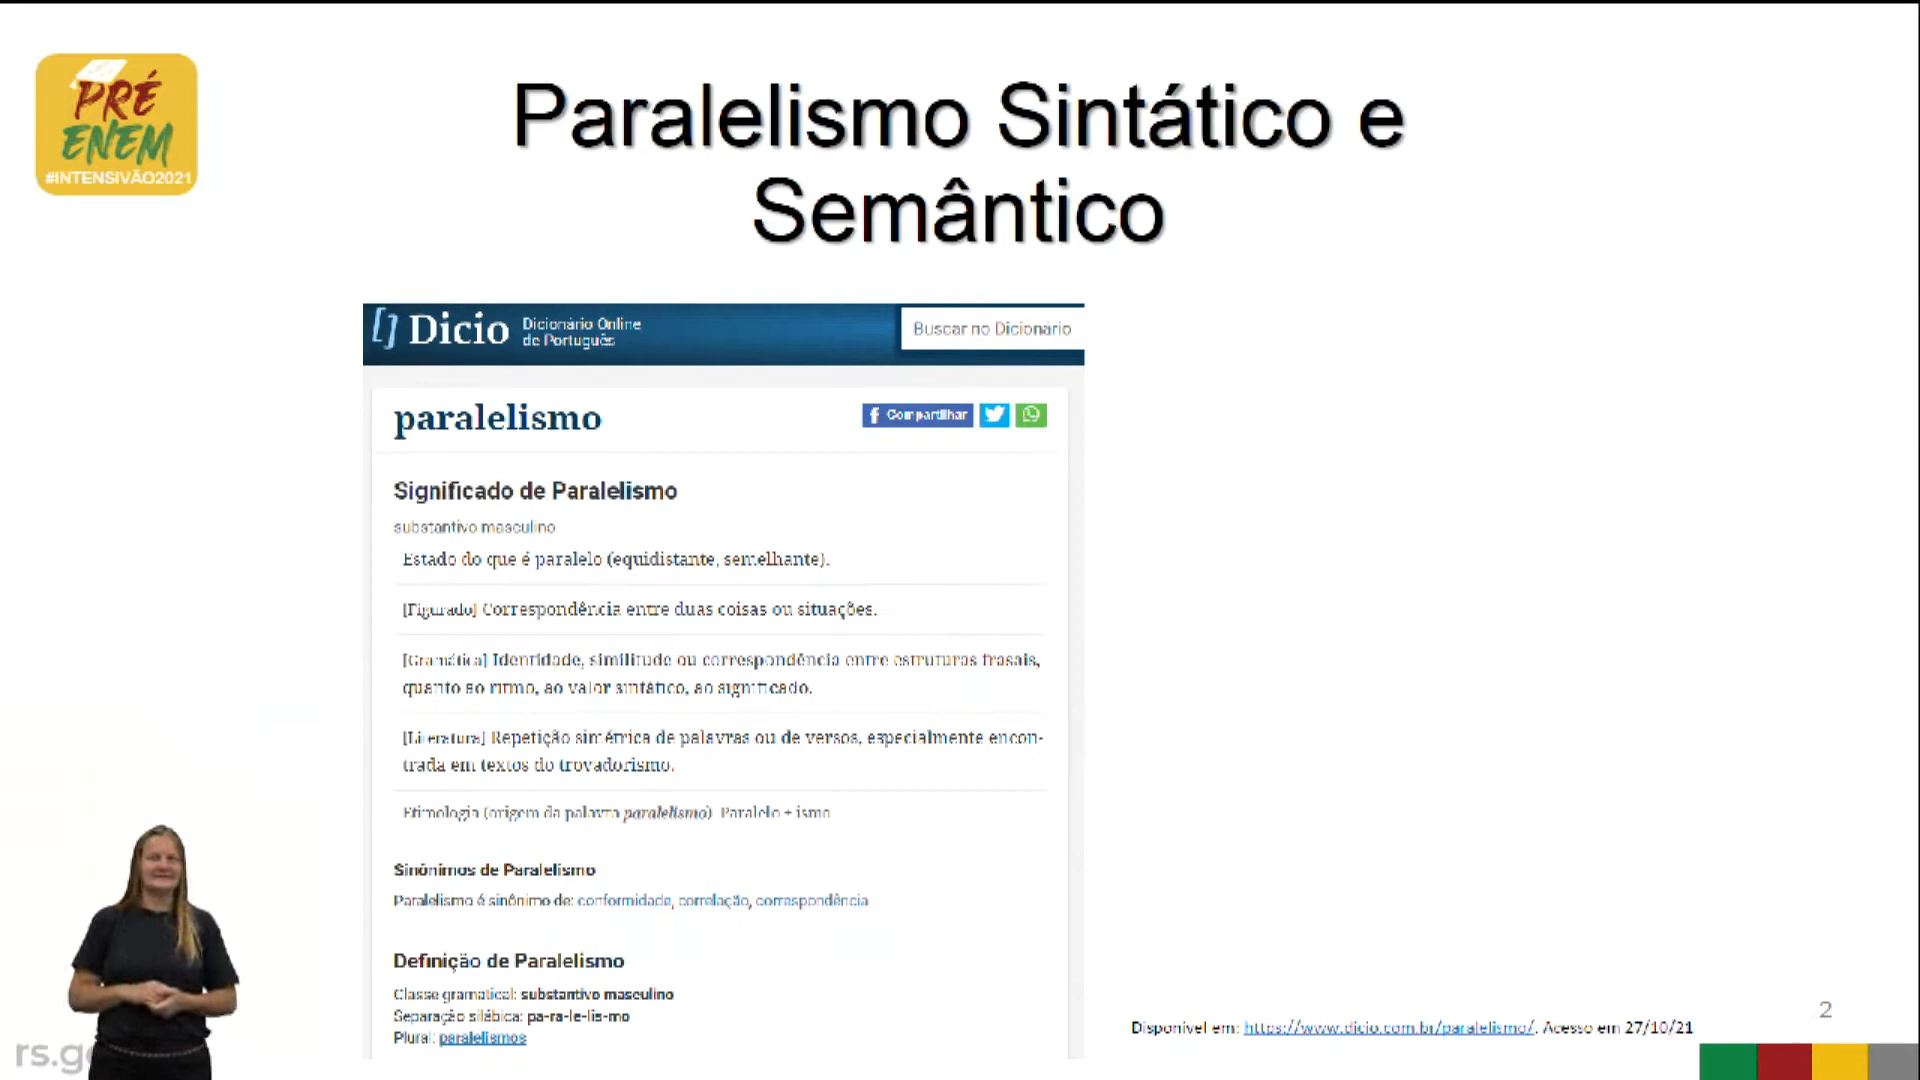 PRÉ
ENEM
#INTENSIVÃO2021
Paralelismo Sintático e
Semântico
Dicio
Dicionário Online
de Português
Buscar no Dicionário
paralelismo
Compartilhar
Significado de Paralelismo
substantivo masculino
Estado do que é paralelo (equidistante, semelhante).
[Figurado] Correspondência entre duas coisas ou situações.
[Gramática] Identidade, similitude ou correspondência entre estruturas frasais,
quanto ao ritmo, ao valor sintático, ao significado.
[Literatura] Repetição simétrica de palavras ou de versos, especialmente encon-
trada em textos do trovadorismo.
Etimologia (origem da palavra paralelismo). Paralelo + ismo
Sinônimos de Paralelismo
Paralelismo é sinônimo de: conformidade, correlação, correspondência
Definição de Paralelismo
Classe gramatical: substantivo masculino
Separação silábica: pa-ra-le-lis-mo
Plural: paralelismos
Disponível em: https://www.dicio.com.br/paralelismo/. Acesso em 27/10/21
2
rs.go